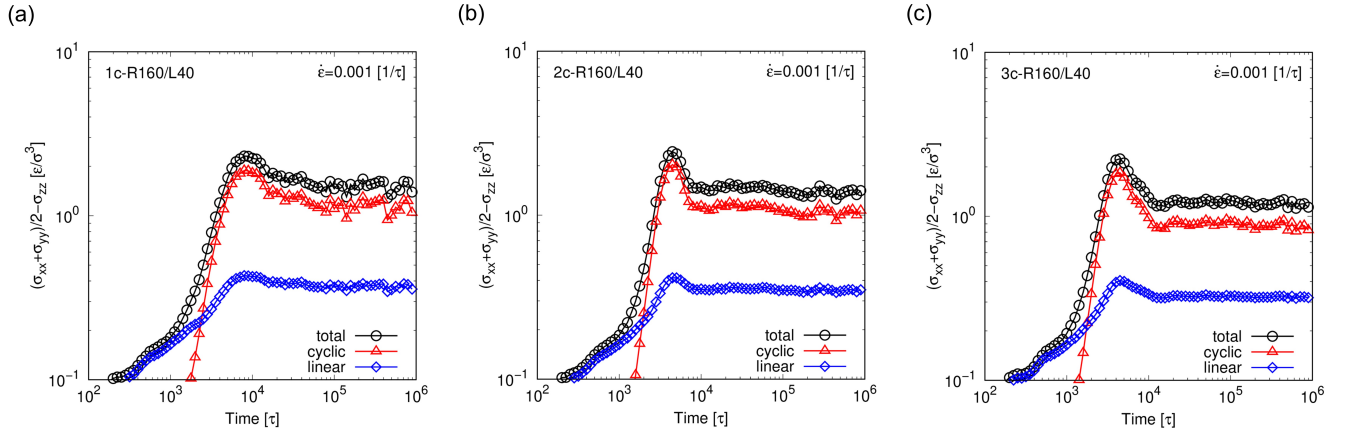 (a)
10¹
1c-R160/L40
ε̇=0.001 [1/τ]
(σxx+σyy)/2−σzz [ε/σ³]
10⁰
total
cyclic
linear
10⁻¹
10² 10³ 10⁴ 10⁵ 10⁶
Time [τ]
(b)
10¹
2c-R160/L40
ε̇=0.001 [1/τ]
(σxx+σyy)/2−σzz [ε/σ³]
10⁰
total
cyclic
linear
10⁻¹
10² 10³ 10⁴ 10⁵ 10⁶
Time [τ]
(c)
10¹
3c-R160/L40
ε̇=0.001 [1/τ]
(σxx+σyy)/2−σzz [ε/σ³]
10⁰
total
cyclic
linear
10⁻¹
10² 10³ 10⁴ 10⁵ 10⁶
Time [τ]